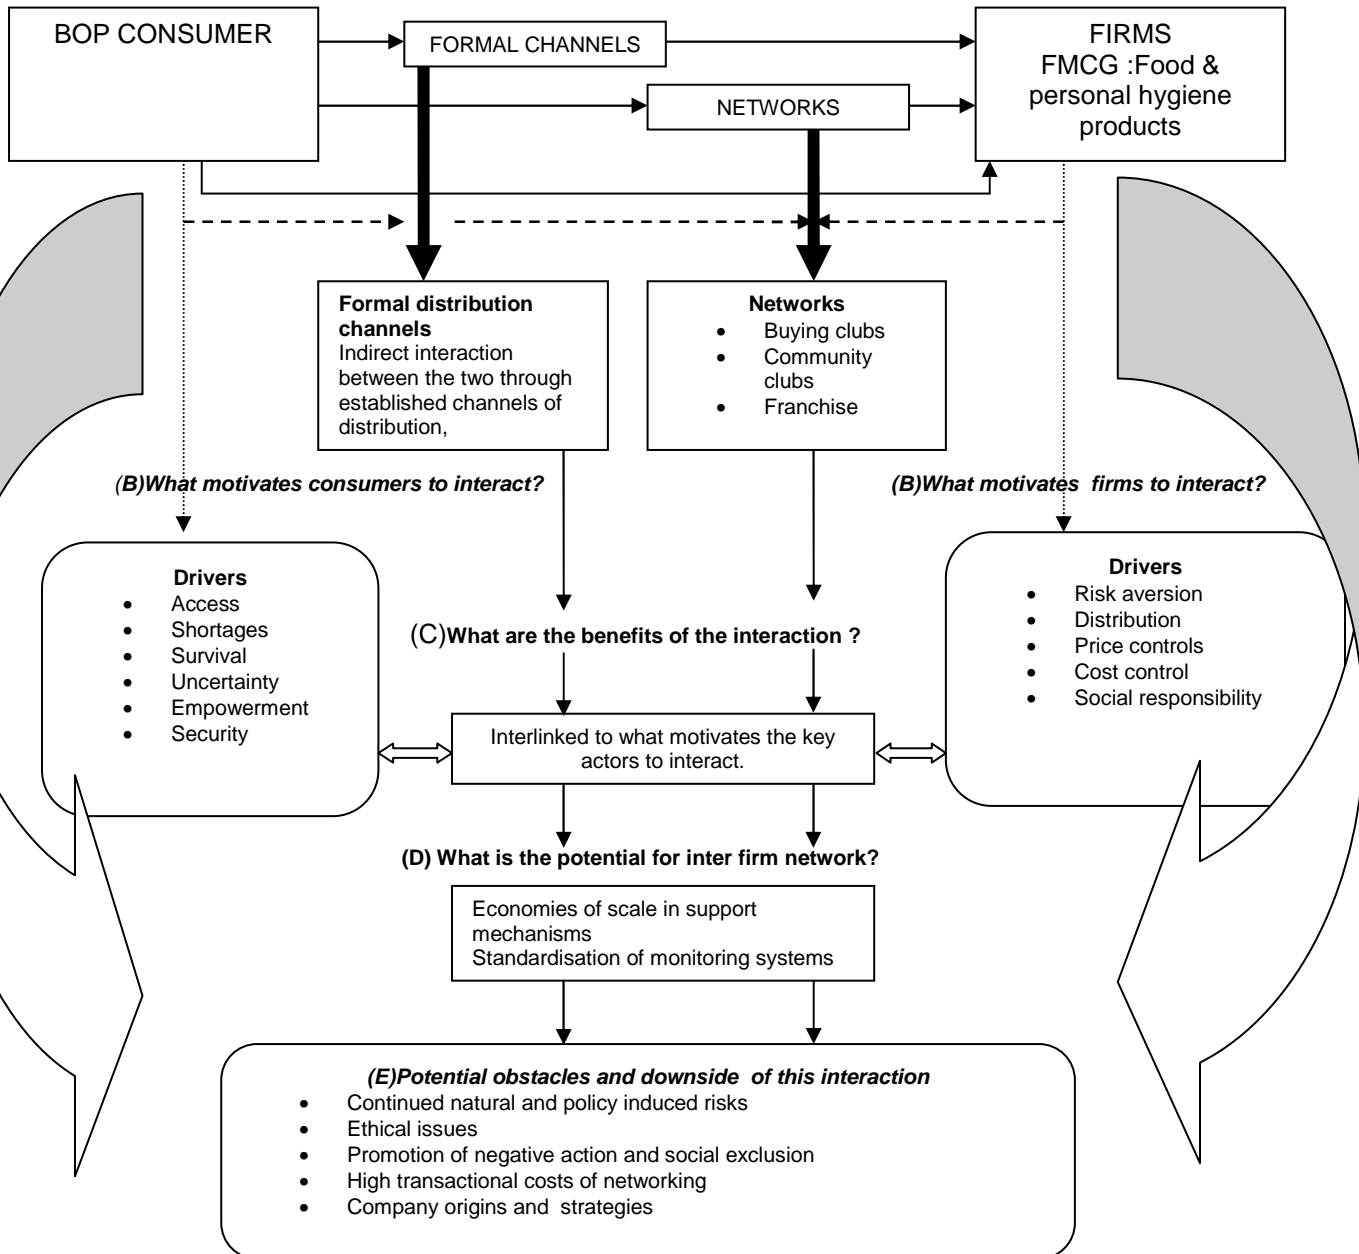 BOP CONSUMER
FORMAL CHANNELS
NETWORKS
FIRMS
FMCG :Food &
personal hygiene
products
Formal distribution
channels
Indirect interaction
between the two through
established channels of
distribution,
Networks
• Buying clubs
• Community
clubs
• Franchise
(B)What motivates consumers to interact?
(B)What motivates  firms to interact?
Drivers
• Access
• Shortages
• Survival
• Uncertainty
• Empowerment
• Security
Drivers
• Risk aversion
• Distribution
• Price controls
• Cost control
• Social responsibility
(C)What are the benefits of the interaction ?
Interlinked to what motivates the key
actors to interact.
(D) What is the potential for inter firm network?
Economies of scale in support
mechanisms
Standardisation of monitoring systems
(E)Potential obstacles and downside  of this interaction
• Continued natural and policy induced risks
• Ethical issues
• Promotion of negative action and social exclusion
• High transactional costs of networking
• Company origins and  strategies